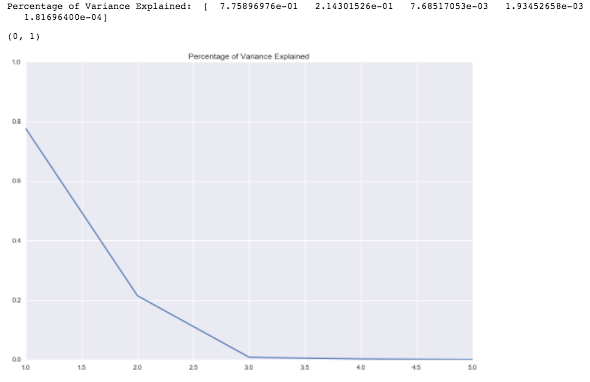 Percentage of Variance Explained:  [  7.75896976e-01   2.14301526e-01   7.68517053e-03   1.93452658e-03
   1.81696400e-04]
(0, 1)
Percentage of Variance Explained
1.0
0.8
0.6
0.4
0.2
0.0
1.0 1.5 2.0 2.5 3.0 3.5 4.0 4.5 5.0